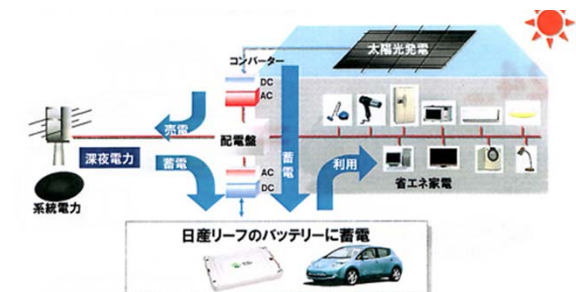 太陽光発電
コンバーター
DC
AC
売電
配電盤
深夜電力
蓄電
蓄電
利用
AC
DC
省エネ家電
系統電力
日産リーフのバッテリーに蓄電